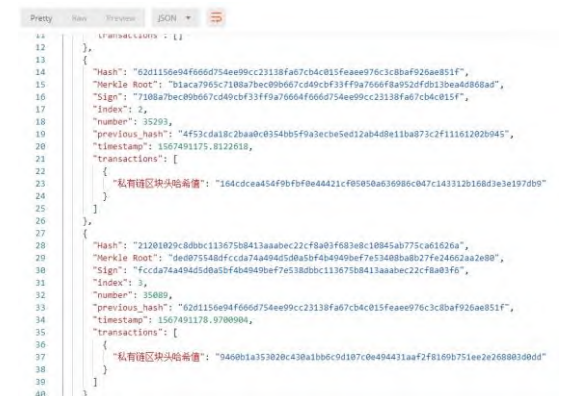 Pretty Raw Preview JSON
11 "transactions": []
12 },
13 {
14 "Hash": "62d1156e94f666d754ee99cc23138fa67cb4c015feaee976c3c8baf926ae851f",
15 "Merkle Root": "b1aca7965c7108a7bec09b667cd49cbf33ff9a7666f8a952dfdb13bea4d868ad",
16 "Sign": "7108a7bec09b667cd49cbf33ff9a76664f666d754ee99cc23138fa67cb4c015f",
17 "index": 2,
18 "number": 35293,
19 "previous_hash": "4f53cda18c2baa0c0354bb5f9a3ecbe5ed12ab4d8e11ba873c2f11161202b945",
20 "timestamp": 1567491175.8122618,
21 "transactions": [
22 {
23 "私有链区块头哈希值": "164cdcea454f9bfbf0e44421cf05050a636986c047c143312b168d3e3e197db9"
24 }
25 ]
26 },
27 {
28 "Hash": "21201029c8dbbc113675b8413aaabec22cf8a03f683e8c10845ab775ca61626a",
29 "Merkle Root": "ded075548dfccda74a494d5d0a5bf4b4949bef7e53408ba8b27fe24662aa2e80",
30 "Sign": "fccda74a494d5d0a5bf4b4949bef7e538dbbc113675b8413aaabec22cf8a03f6",
31 "index": 3,
32 "number": 35089,
33 "previous_hash": "62d1156e94f666d754ee99cc23138fa67cb4c015feaee976c3c8baf926ae851f",
34 "timestamp": 1567491178.9700904,
35 "transactions": [
36 {
37 "私有链区块头哈希值": "9460b1a353020c430a1bb6c9d107c0e494431aaf2f8169b751ee2e268803d0dd"
38 }
39 ]
40 }